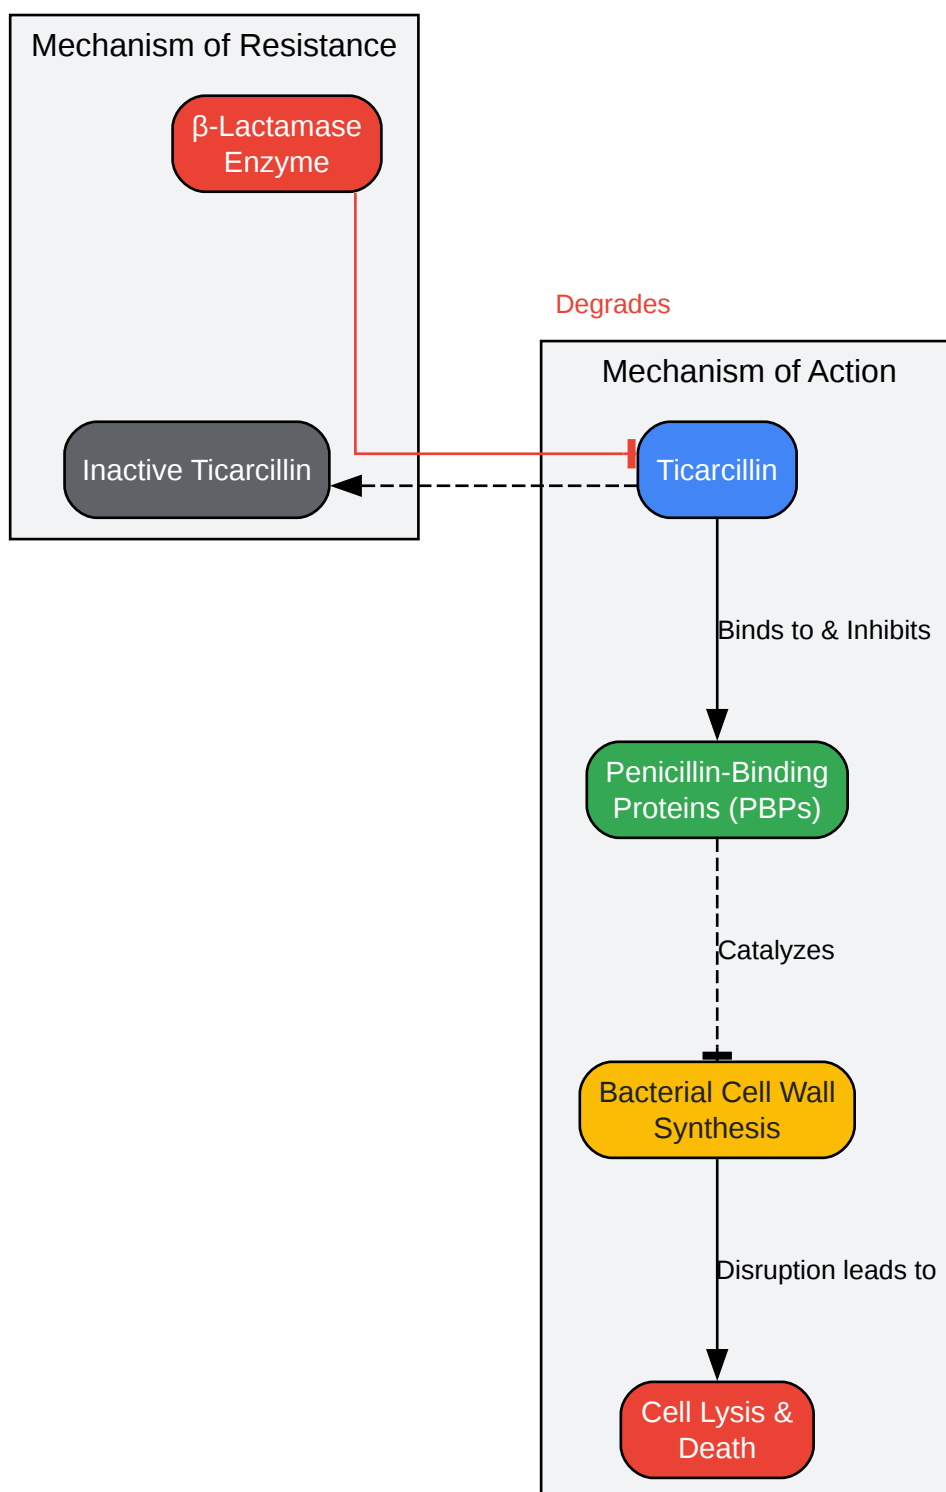 Mechanism of Resistance
β-Lactamase
Enzyme
Degrades
Mechanism of Action
Inactive Ticarcillin
Ticarcillin
Binds to & Inhibits
Penicillin-Binding
Proteins (PBPs)
Catalyzes
Bacterial Cell Wall
Synthesis
Disruption leads to
Cell Lysis &
Death